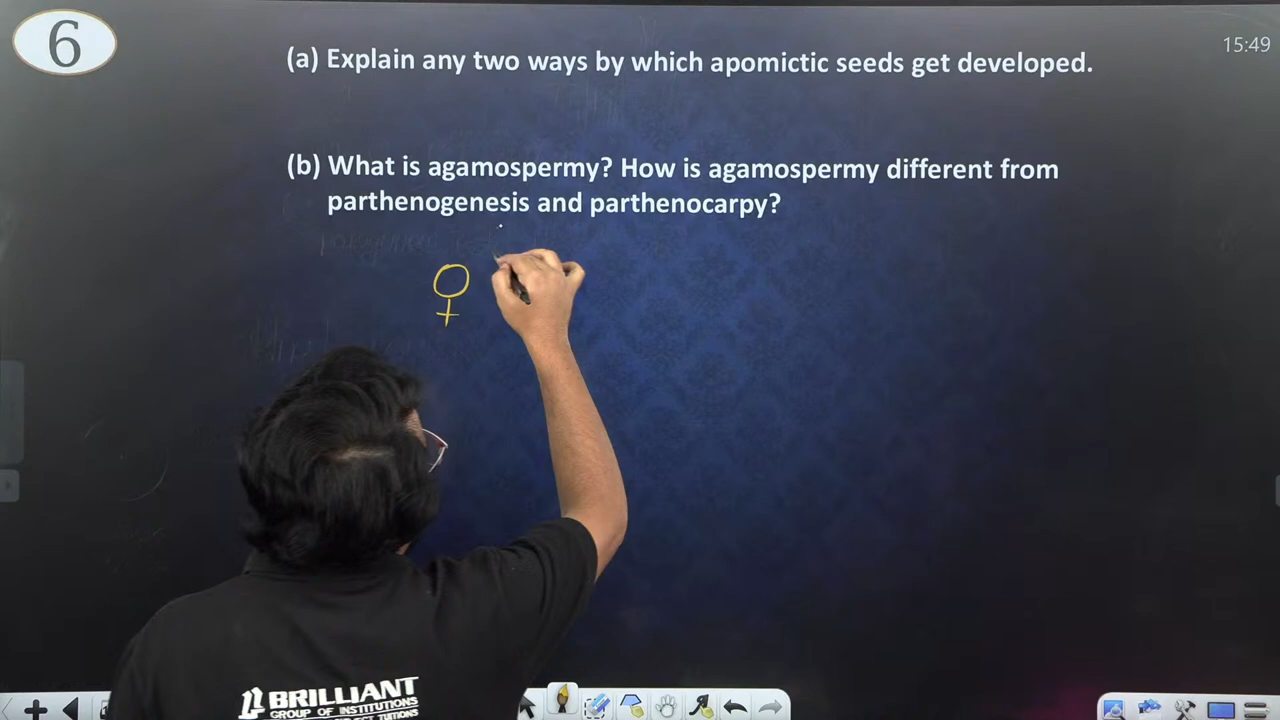 6
15:49
(a) Explain any two ways by which apomictic seeds get developed.
(b) What is agamospermy? How is agamospermy different from
parthenogenesis and parthenocarpy?
♀
BRILLIANT
GROUP OF INSTITUTIONS